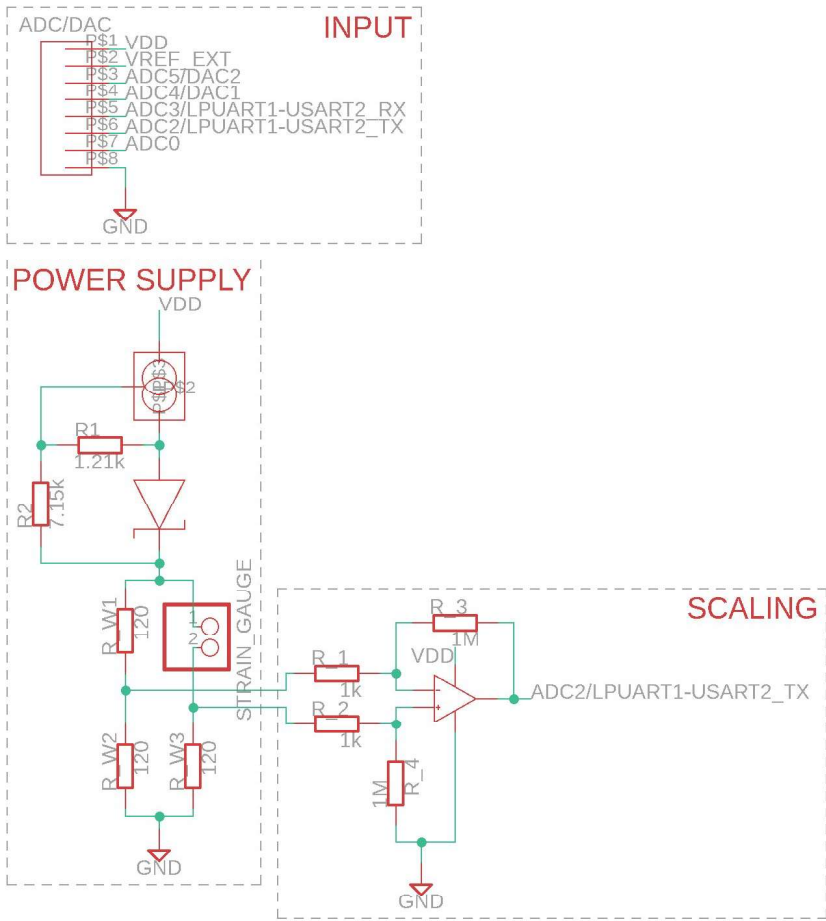 INPUT
ADC/DAC
P$1 VDD
P$2 VREF_EXT
P$3 ADC5/DAC2
P$4 ADC4/DAC1
P$5 ADC3/LPUART1-USART2_RX
P$6 ADC2/LPUART1-USART2_TX
P$7 ADC0
P$8
GND
POWER SUPPLY
VDD
P$3
P$2
R1
1.21k
R2
7.15k
R_W1
120
1
2
STRAIN_GAUGE
R_W2
120
R_W3
120
GND
SCALING
R_3
1M
VDD
R_1
1k
R_2
1k
ADC2/LPUART1-USART2_TX
1M
R_4
GND